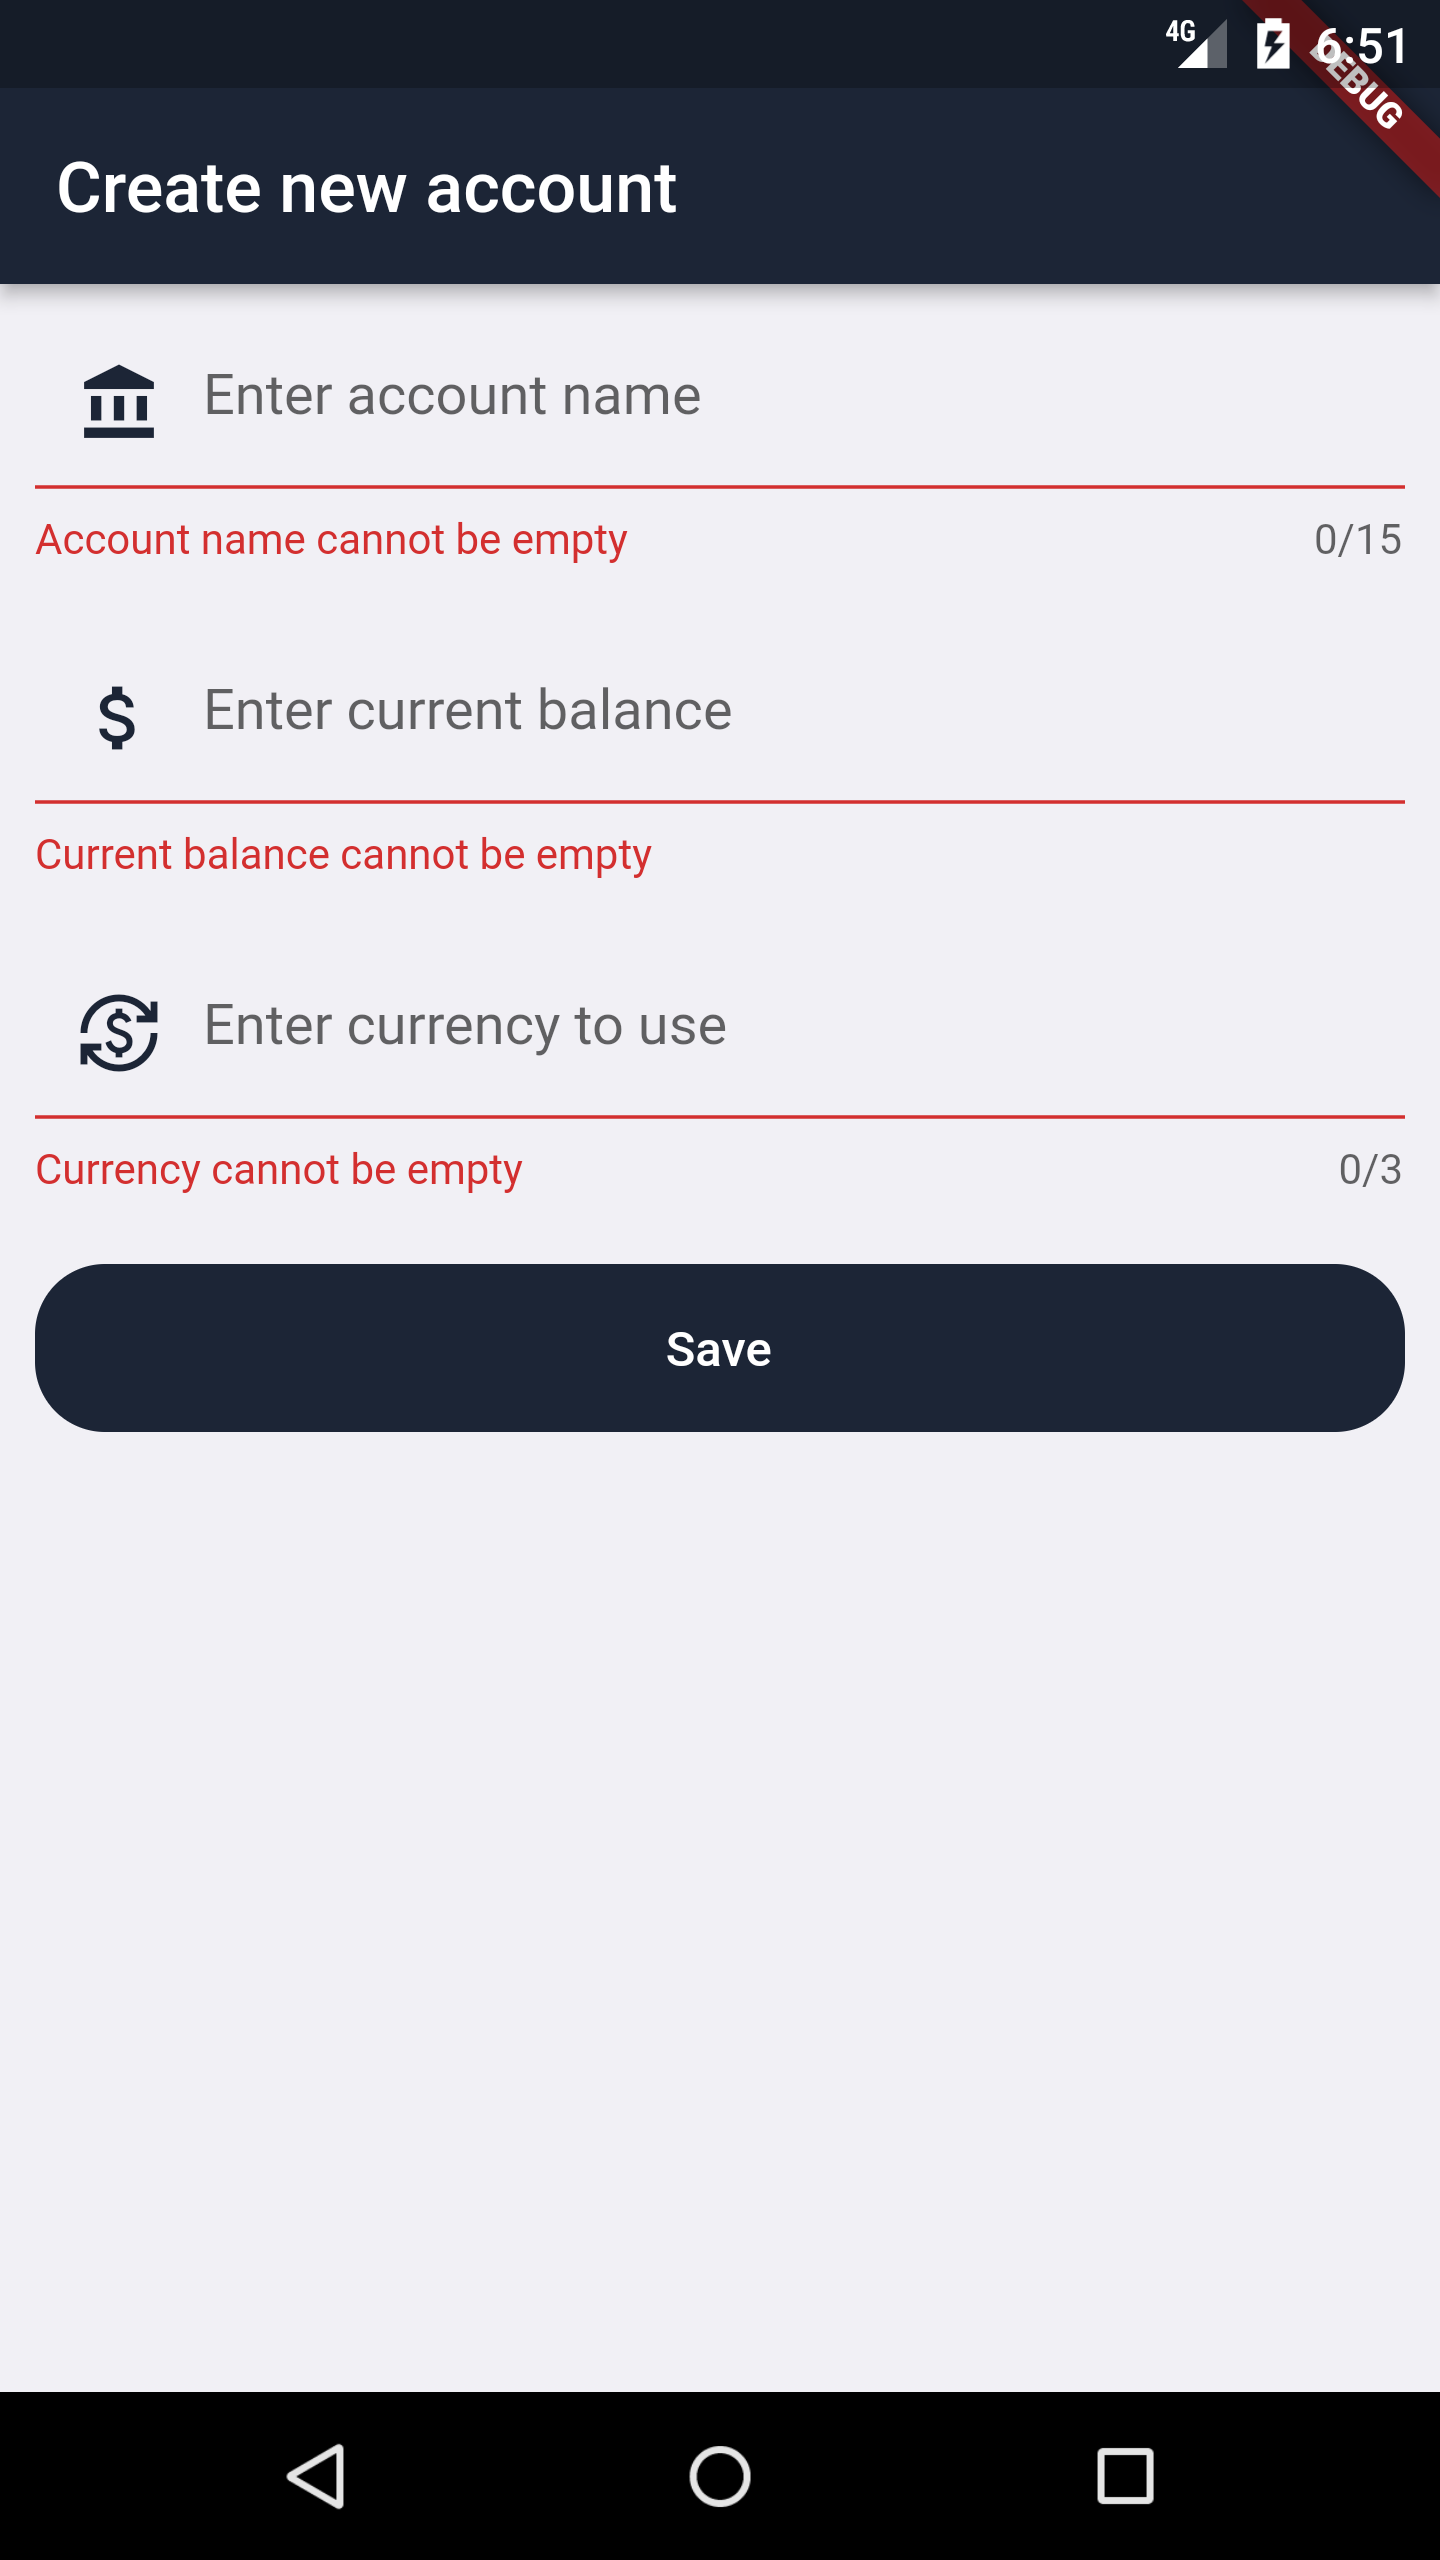 4G 6:51
DEBUG
Create new account
Enter account name
Account name cannot be empty 0/15
$ Enter current balance
Current balance cannot be empty
$ Enter currency to use
Currency cannot be empty 0/3
Save